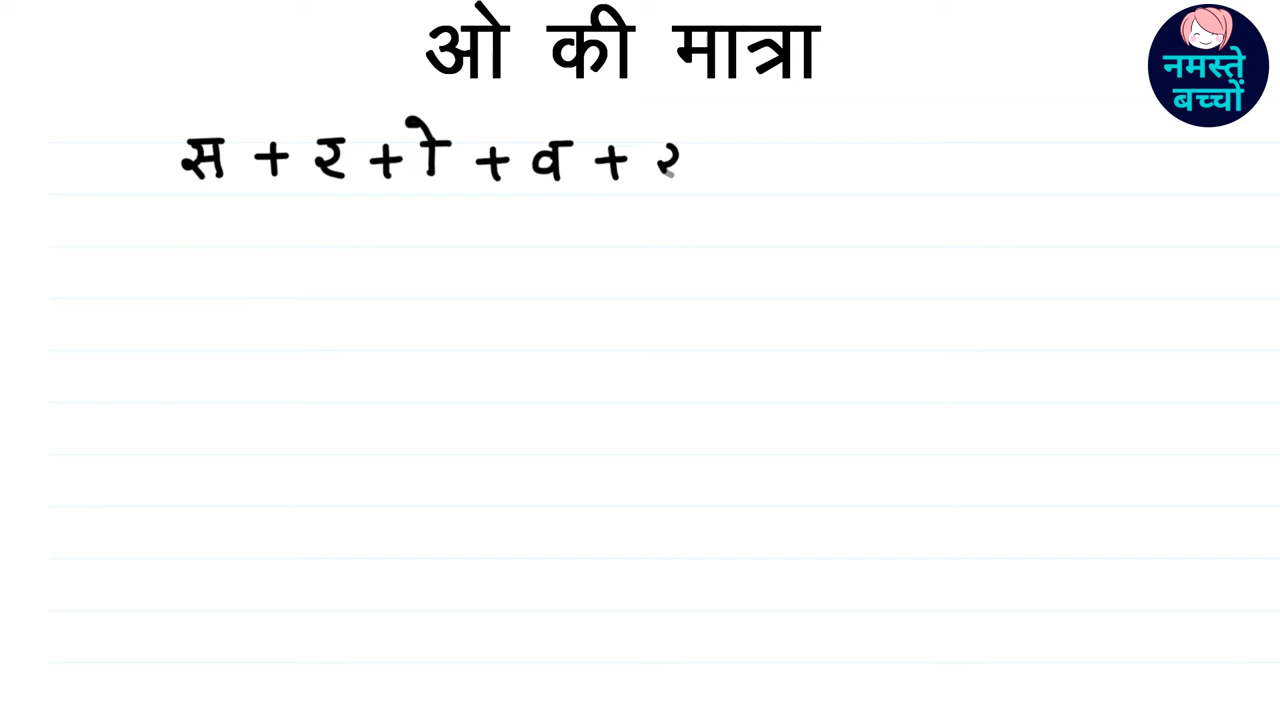 ओ की मात्रा
नमस्ते
बच्चों
स + र + ो + व +